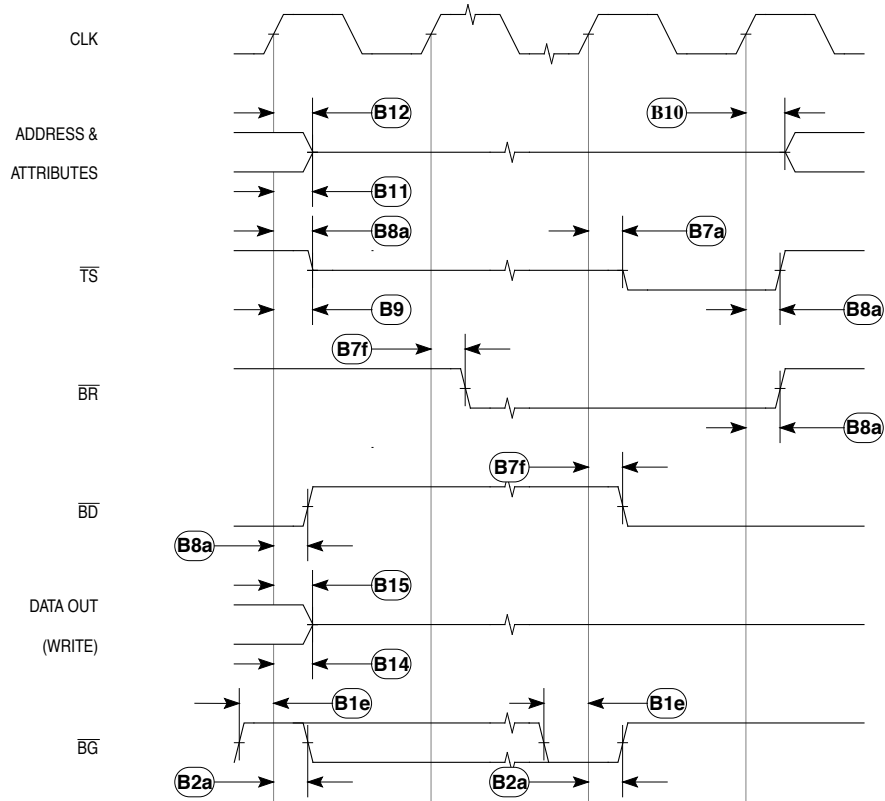 CLK
B12
B10
ADDRESS &
ATTRIBUTES
B11
B8a
B7a
TS
B9
B8a
B7f
BR
B8a
B7f
BD
B8a
B15
DATA OUT
(WRITE)
B14
B1e
B1e
BG
B2a
B2a